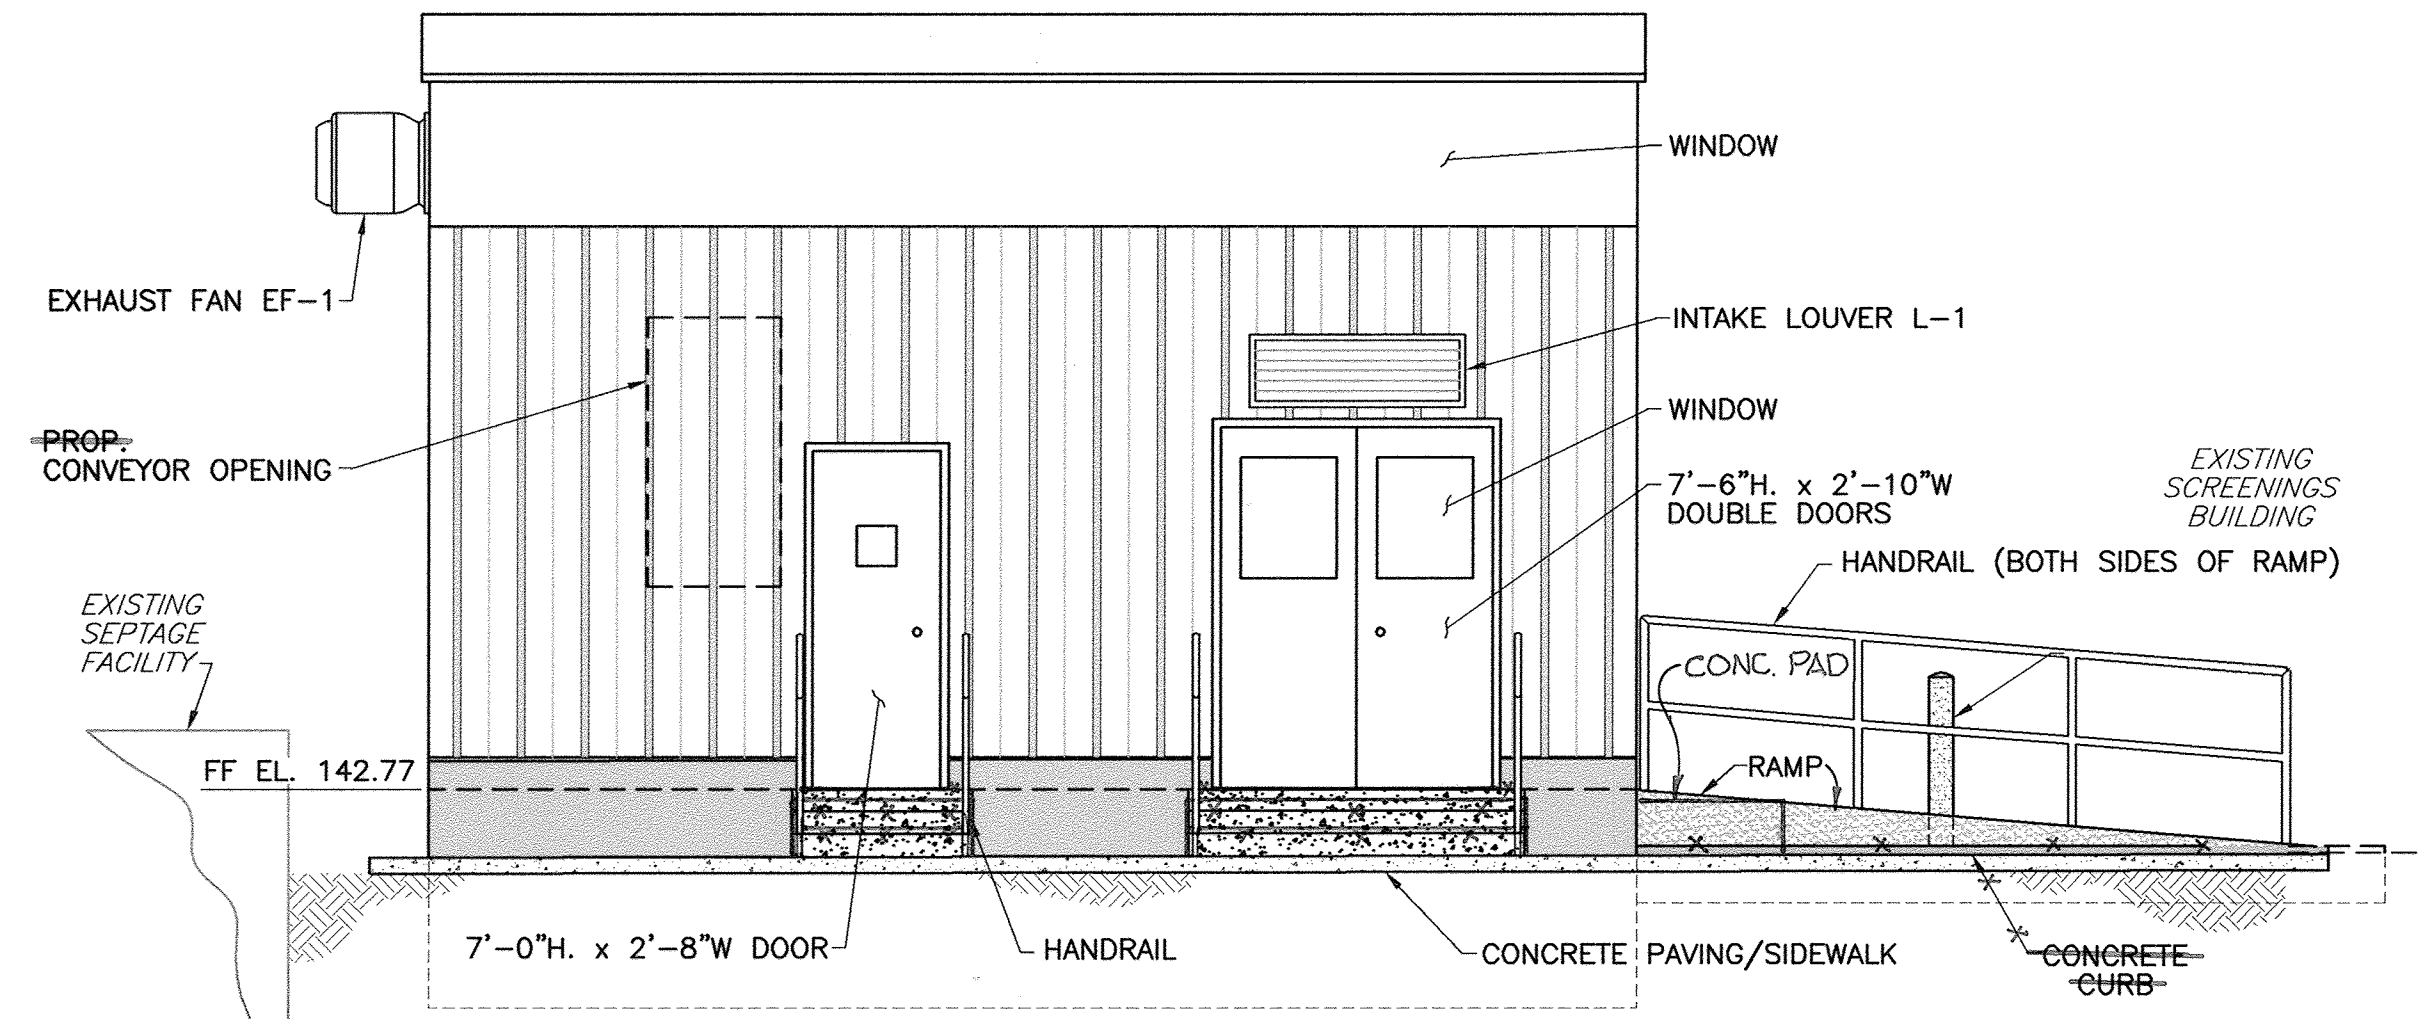 WINDOW
EXHAUST FAN EF-1
INTAKE LOUVER L-1
WINDOW
PROP.
CONVEYOR OPENING
7'-6"H. x 2'-10"W
DOUBLE DOORS
EXISTING
SCREENINGS
BUILDING
HANDRAIL (BOTH SIDES OF RAMP)
EXISTING
SEPTAGE
FACILITY
CONC. PAD
RAMP
FF EL. 142.77
7'-0"H. x 2'-8"W DOOR
HANDRAIL
CONCRETE PAVING/SIDEWALK
CONCRETE
CURB